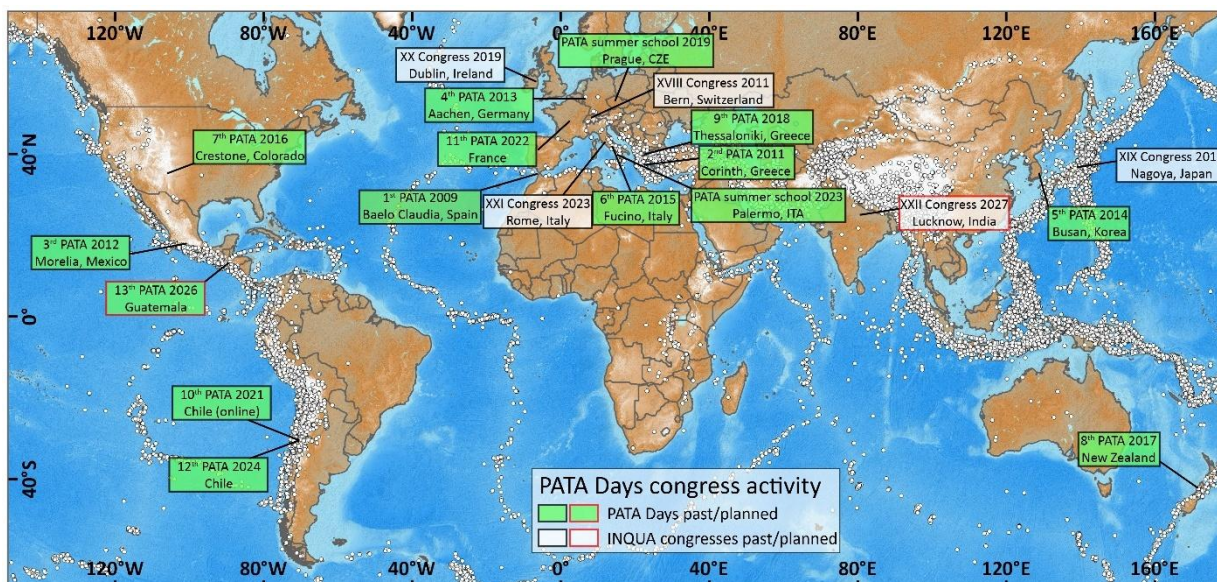 120°W
80°W
40°W
0°
40°E
80°E
120°E
160°E
XX Congress 2019
Dublin, Ireland
PATA summer school 2019
Prague, CZE
4th PATA 2013
Aachen, Germany
XVIII Congress 2011
Bern, Switzerland
7th PATA 2016
Crestone, Colorado
11th PATA 2022
France
9th PATA 2018
Thessaloniki, Greece
2nd PATA 2011
Corinth, Greece
XIX Congress 201
Nagoya, Japan
40°N
1st PATA 2009
Baelo Claudia, Spain
XXI Congress 2023
Rome, Italy
6th PATA 2015
Fucino, Italy
PATA summer school 2023
Palermo, ITA
XXII Congress 2027
Lucknow, India
5th PATA 2014
Busan, Korea
3rd PATA 2012
Morelia, Mexico
13th PATA 2026
Guatemala
0°
0°
10th PATA 2021
Chile (online)
12th PATA 2024
Chile
8th PATA 2017
New Zealand
40°S
40°S
PATA Days congress activity
PATA Days past/planned
INQUA congresses past/planned
120°W
80°W
40°W
0°
40°E
80°E
120°E
160°E